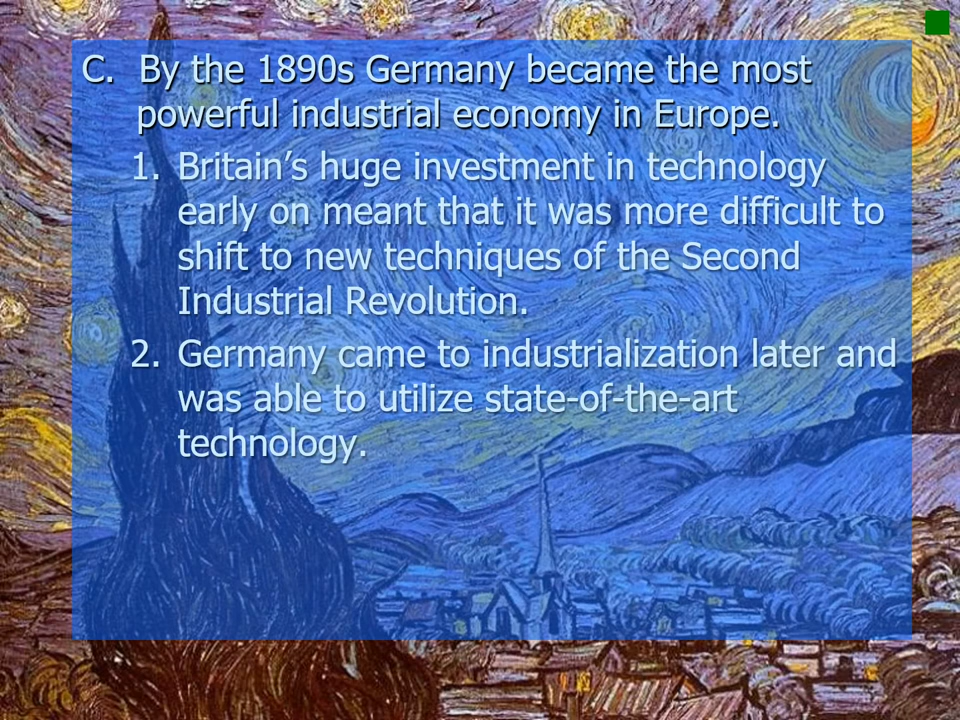 C. By the 1890s Germany became the most
powerful industrial economy in Europe.
1. Britain’s huge investment in technology
early on meant that it was more difficult to
shift to new techniques of the Second
Industrial Revolution.
2. Germany came to industrialization later and
was able to utilize state-of-the-art
technology.